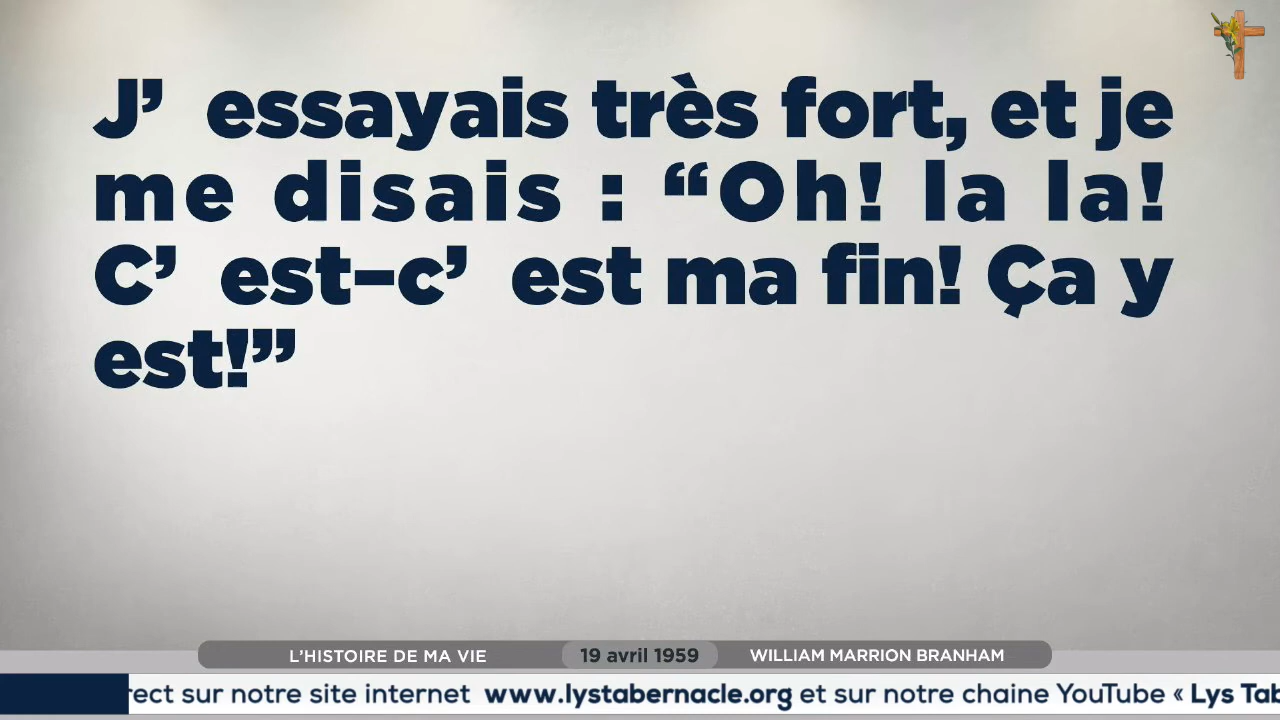 J’ essayais très fort, et je
me disais : “Oh! la la!
C’ est–c’ est ma fin! Ça y
est!”
L’HISTOIRE DE MA VIE 19 avril 1959 WILLIAM MARRION BRANHAM
rect sur notre site internet www.lystabernacle.org et sur notre chaine YouTube « Lys Tab